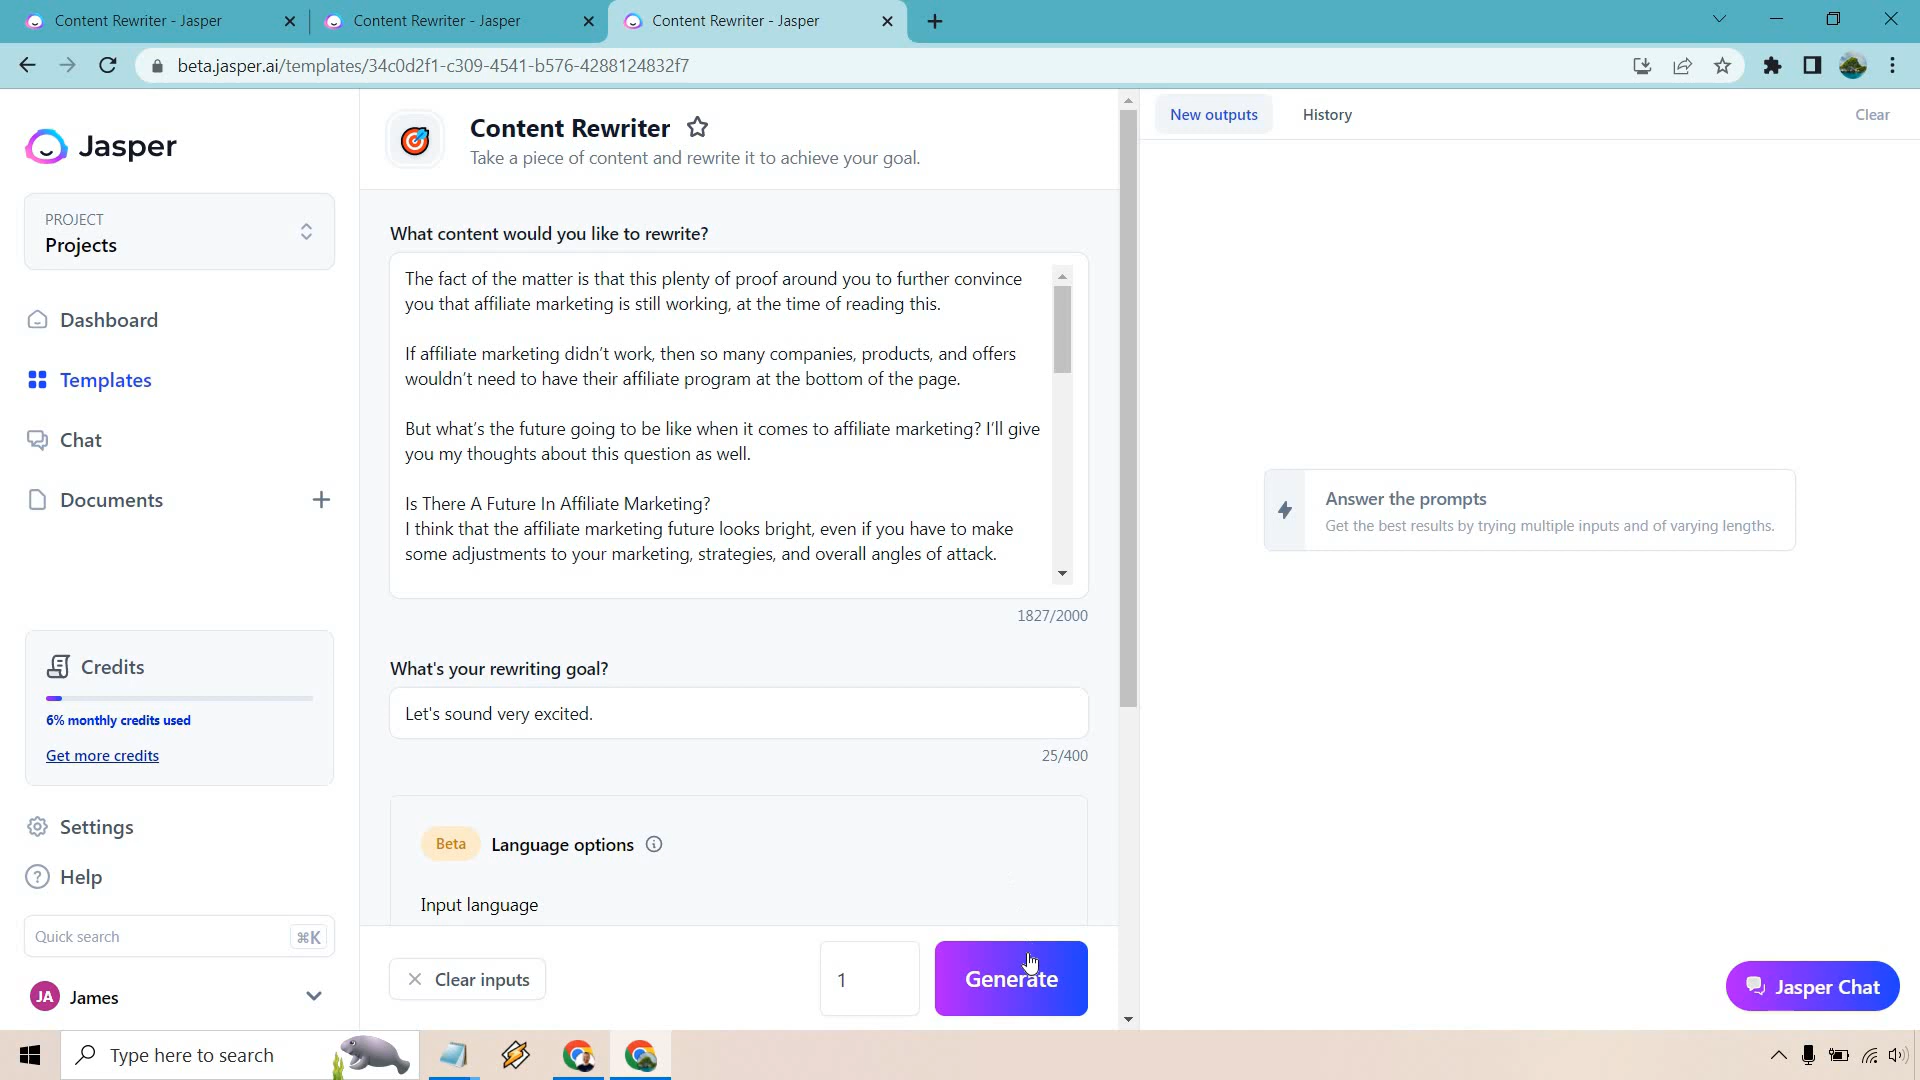 Content Rewriter - Jasper
Content Rewriter - Jasper
Content Rewriter - Jasper
beta.jasper.ai/templates/34c0d2f1-c309-4541-b576-4288124832f7
Jasper
PROJECT
Projects
Dashboard
Templates
Chat
Documents
Credits
6% monthly credits used
Get more credits
Settings
Help
Quick search
⌘K
JA
James
Content Rewriter
Take a piece of content and rewrite it to achieve your goal.
What content would you like to rewrite?
The fact of the matter is that this plenty of proof around you to further convince
you that affiliate marketing is still working, at the time of reading this.
If affiliate marketing didn't work, then so many companies, products, and offers
wouldn't need to have their affiliate program at the bottom of the page.
But what's the future going to be like when it comes to affiliate marketing? I'll give
you my thoughts about this question as well.
Is There A Future In Affiliate Marketing?
I think that the affiliate marketing future looks bright, even if you have to make
some adjustments to your marketing, strategies, and overall angles of attack.
1827/2000
What's your rewriting goal?
Let's sound very excited.
25/400
Beta
Language options
Input language
Clear inputs
1
Generate
New outputs
History
Clear
Answer the prompts
Get the best results by trying multiple inputs and of varying lengths.
Jasper Chat
Type here to search